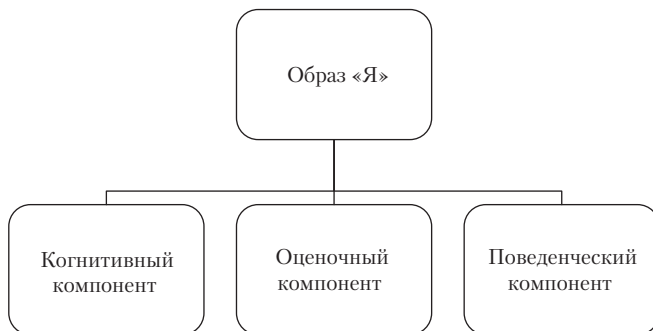 Образ «Я»
Когнитивный
компонент
Оценочный
компонент
Поведенческий
компонент